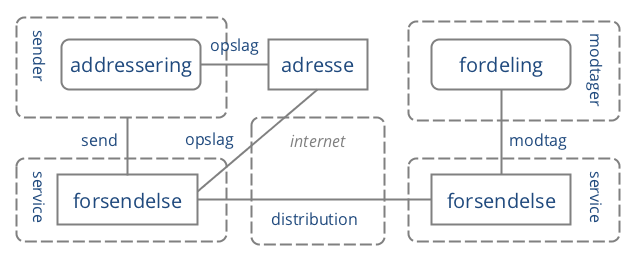 sender
addressering
opslag
adresse
fordeling
modtager
send
opslag
internet
modtag
service
forsendelse
distribution
forsendelse
service